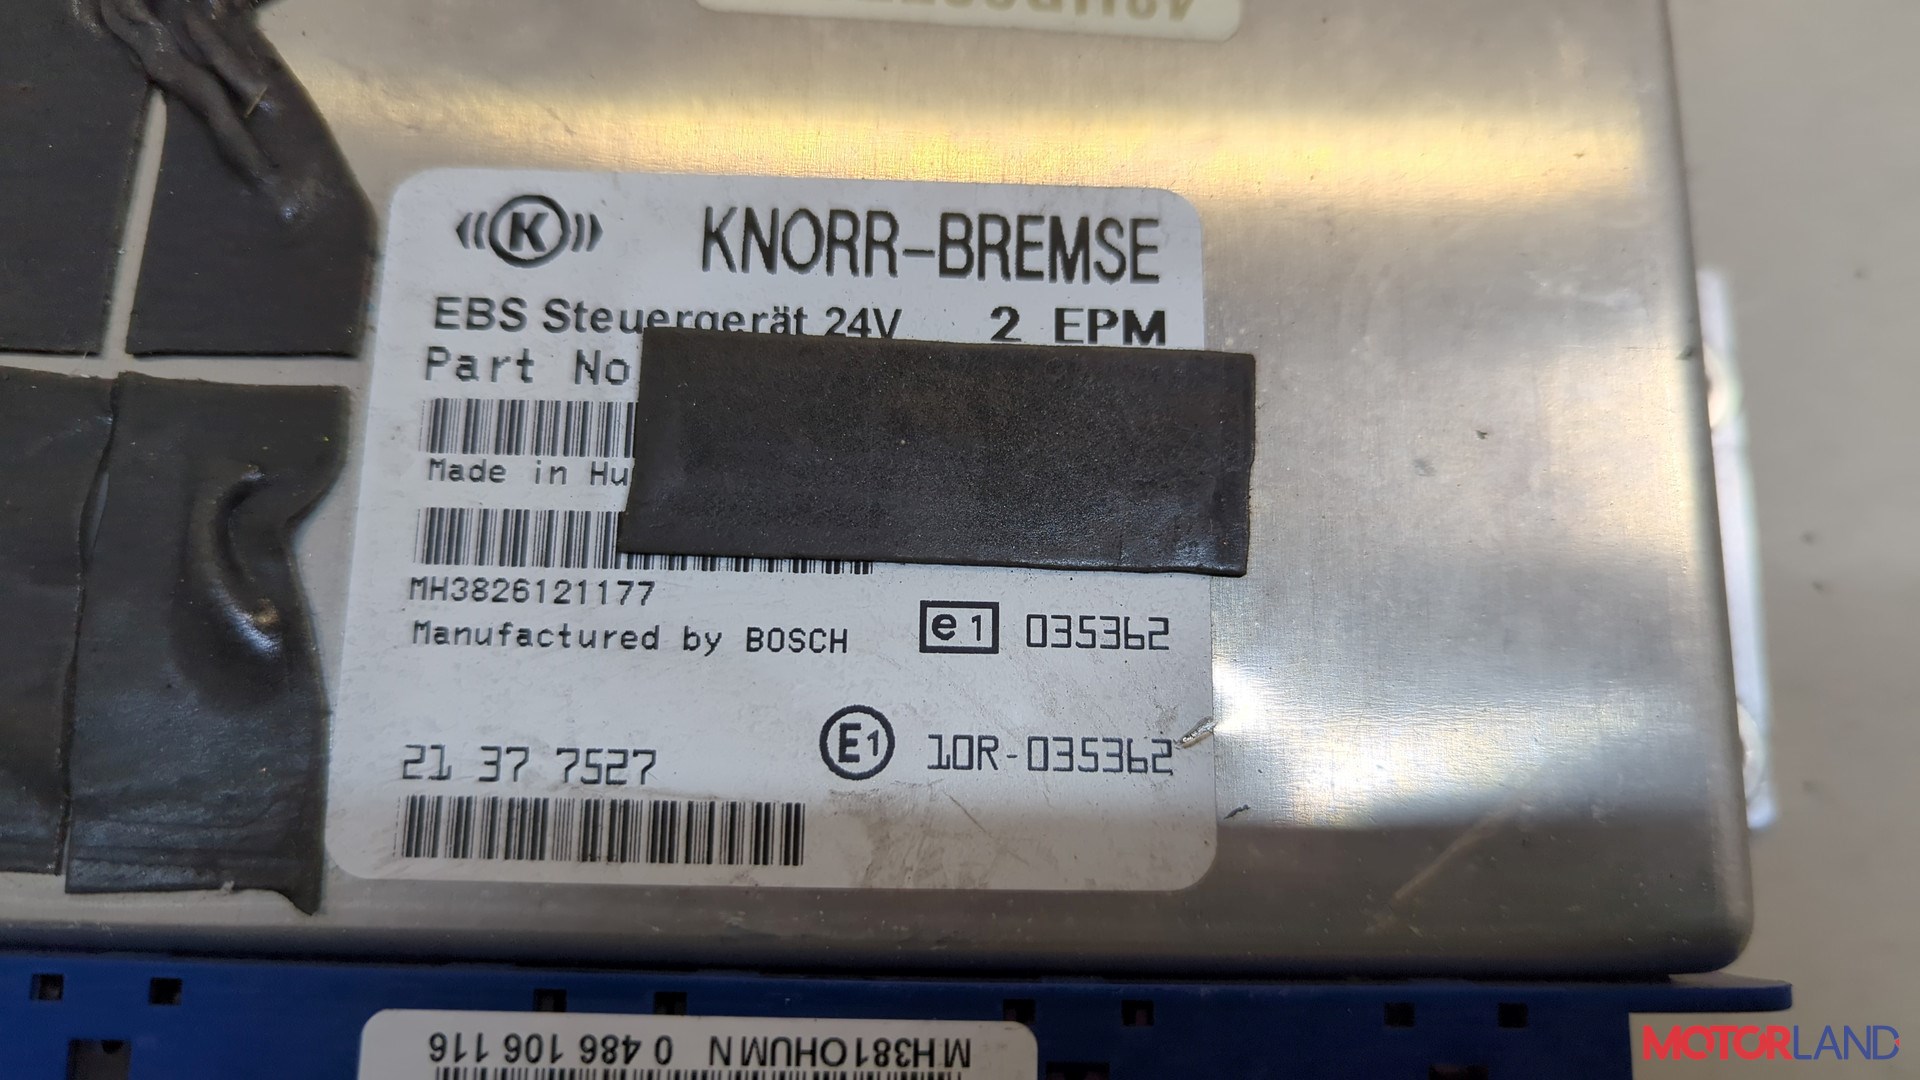 K KNORR-BREMSE
EBS Steuergerät 24V 2 EPM
Part No
Made in Hu
MH3826121177
Manufactured by BOSCH
e1 035362
E1 10R-035362
21 37 7527
MH3810HUMN 0 486 106 116
MOTORLAND